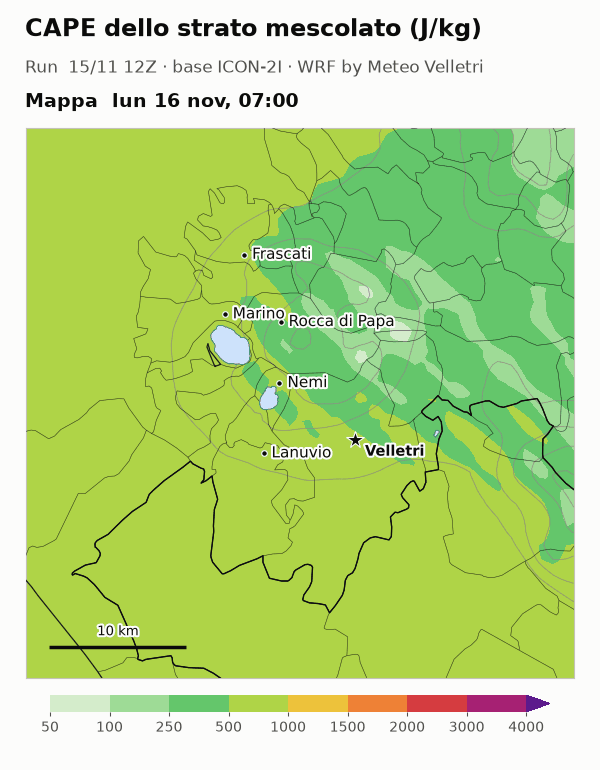 CAPE dello strato mescolato (J/kg)
Run  15/11 12Z · base ICON-2I · WRF by Meteo Velletri
Mappa  lun 16 nov, 07:00
Frascati
Marino
Rocca di Papa
Nemi
Velletri
Lanuvio
10 km
50 100 250 500 1000 1500 2000 3000 4000